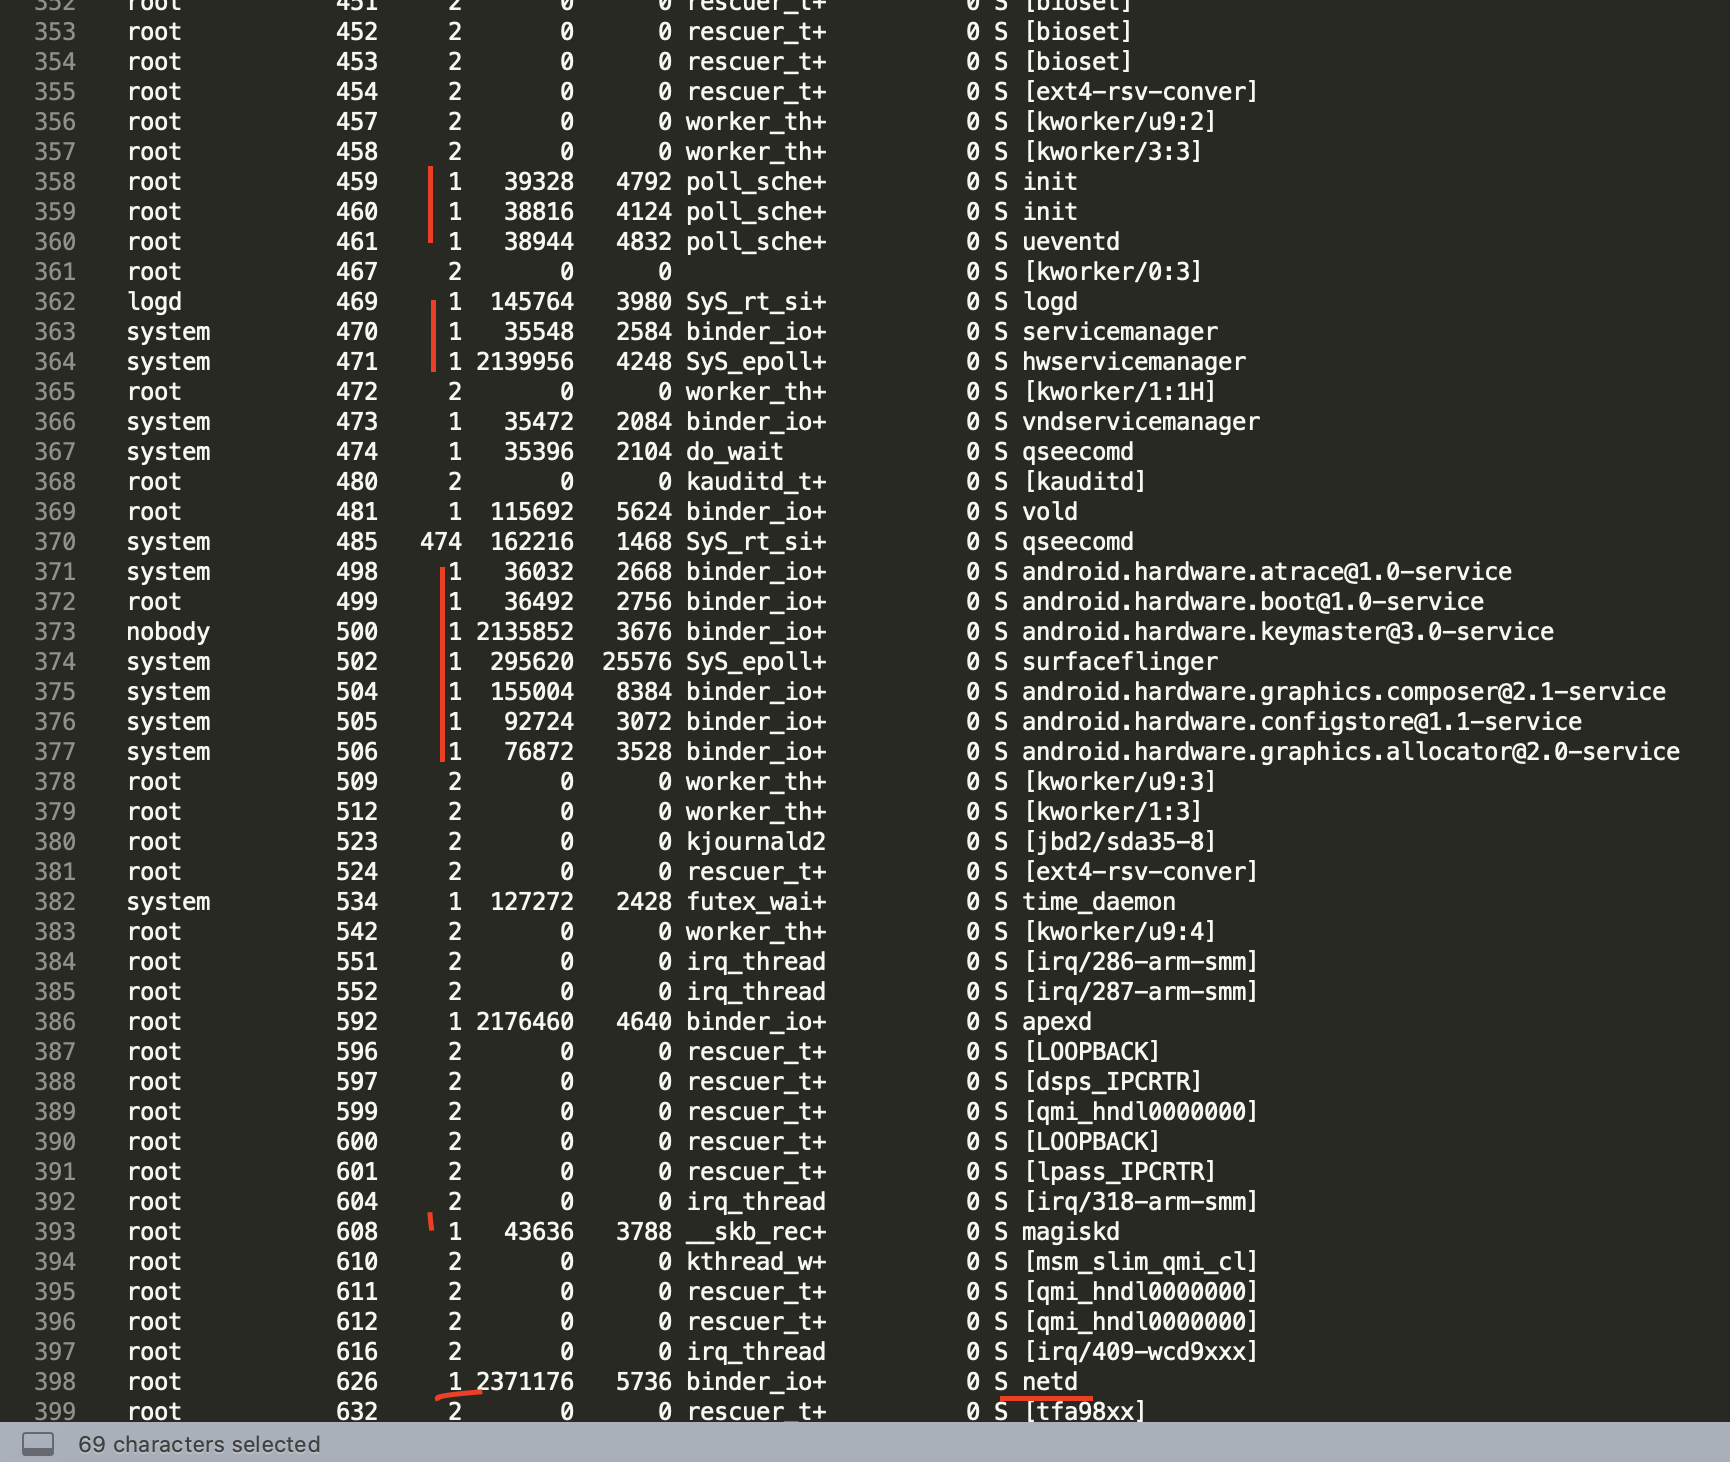 352 root 451 2 0 0 rescuer_t+ 0 S [bioset]
353 root 452 2 0 0 rescuer_t+ 0 S [bioset]
354 root 453 2 0 0 rescuer_t+ 0 S [bioset]
355 root 454 2 0 0 rescuer_t+ 0 S [ext4-rsv-conver]
356 root 457 2 0 0 worker_th+ 0 S [kworker/u9:2]
357 root 458 2 0 0 worker_th+ 0 S [kworker/3:3]
358 root 459 1 39328 4792 poll_sche+ 0 S init
359 root 460 1 38816 4124 poll_sche+ 0 S init
360 root 461 1 38944 4832 poll_sche+ 0 S ueventd
361 root 467 2 0 0 0 S [kworker/0:3]
362 logd 469 1 145764 3980 SyS_rt_si+ 0 S logd
363 system 470 1 35548 2584 binder_io+ 0 S servicemanager
364 system 471 1 2139956 4248 SyS_epoll+ 0 S hwservicemanager
365 root 472 2 0 0 worker_th+ 0 S [kworker/1:1H]
366 system 473 1 35472 2084 binder_io+ 0 S vndservicemanager
367 system 474 1 35396 2104 do_wait 0 S qseecomd
368 root 480 2 0 0 kauditd_t+ 0 S [kauditd]
369 root 481 1 115692 5624 binder_io+ 0 S vold
370 system 485 474 162216 1468 SyS_rt_si+ 0 S qseecomd
371 system 498 1 36032 2668 binder_io+ 0 S android.hardware.atrace@1.0-service
372 root 499 1 36492 2756 binder_io+ 0 S android.hardware.boot@1.0-service
373 nobody 500 1 2135852 3676 binder_io+ 0 S android.hardware.keymaster@3.0-service
374 system 502 1 295620 25576 SyS_epoll+ 0 S surfaceflinger
375 system 504 1 155004 8384 binder_io+ 0 S android.hardware.graphics.composer@2.1-service
376 system 505 1 92724 3072 binder_io+ 0 S android.hardware.configstore@1.1-service
377 system 506 1 76872 3528 binder_io+ 0 S android.hardware.graphics.allocator@2.0-service
378 root 509 2 0 0 worker_th+ 0 S [kworker/u9:3]
379 root 512 2 0 0 worker_th+ 0 S [kworker/1:3]
380 root 523 2 0 0 kjournald2 0 S [jbd2/sda35-8]
381 root 524 2 0 0 rescuer_t+ 0 S [ext4-rsv-conver]
382 system 534 1 127272 2428 futex_wai+ 0 S time_daemon
383 root 542 2 0 0 worker_th+ 0 S [kworker/u9:4]
384 root 551 2 0 0 irq_thread 0 S [irq/286-arm-smm]
385 root 552 2 0 0 irq_thread 0 S [irq/287-arm-smm]
386 root 592 1 2176460 4640 binder_io+ 0 S apexd
387 root 596 2 0 0 rescuer_t+ 0 S [LOOPBACK]
388 root 597 2 0 0 rescuer_t+ 0 S [dsps_IPCRTR]
389 root 599 2 0 0 rescuer_t+ 0 S [qmi_hndl0000000]
390 root 600 2 0 0 rescuer_t+ 0 S [LOOPBACK]
391 root 601 2 0 0 rescuer_t+ 0 S [lpass_IPCRTR]
392 root 604 2 0 0 irq_thread 0 S [irq/318-arm-smm]
393 root 608 1 43636 3788 __skb_rec+ 0 S magiskd
394 root 610 2 0 0 kthread_w+ 0 S [msm_slim_qmi_cl]
395 root 611 2 0 0 rescuer_t+ 0 S [qmi_hndl0000000]
396 root 612 2 0 0 rescuer_t+ 0 S [qmi_hndl0000000]
397 root 616 2 0 0 irq_thread 0 S [irq/409-wcd9xxx]
398 root 626 1 2371176 5736 binder_io+ 0 S netd
399 root 632 2 0 0 rescuer_t+ 0 S [tfa98xx]
69 characters selected